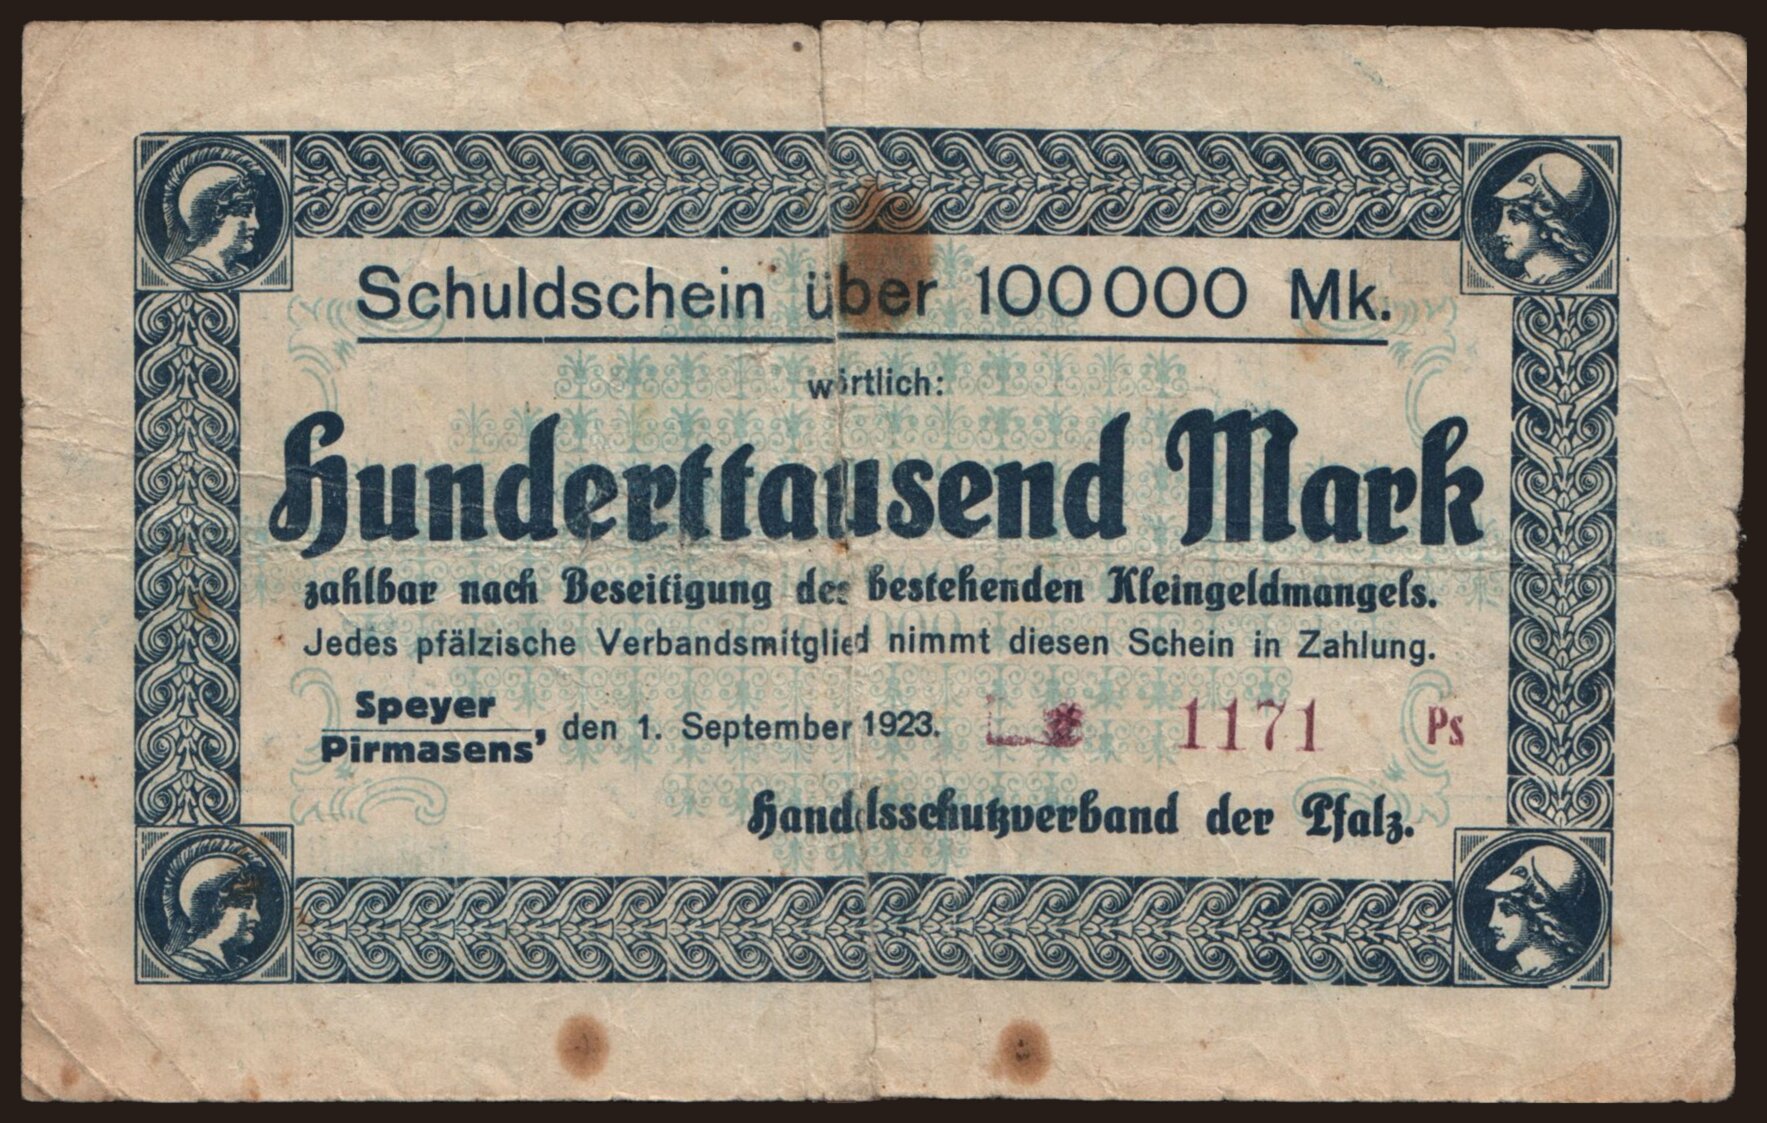 Schuldschein über 100000 Mk.
wörtlich:
Hunderttausend Mark
zahlbar nach Beseitigung des bestehenden Kleingeldmangels.
Jedes pfälzische Verbandsmitglied nimmt diesen Schein in Zahlung.
Speyer
Pirmasens, den 1. September 1923. 1171 Ps
Handelsschutzverband der Pfalz.